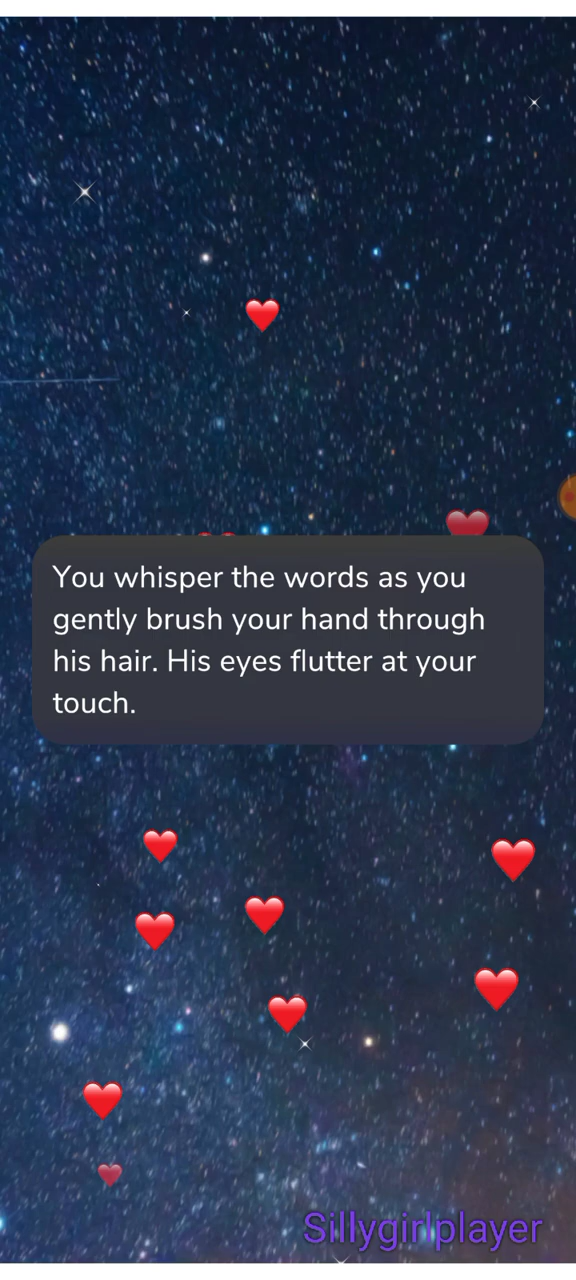 You whisper the words as you
gently brush your hand through
his hair. His eyes flutter at your
touch.
Sillygirlplayer